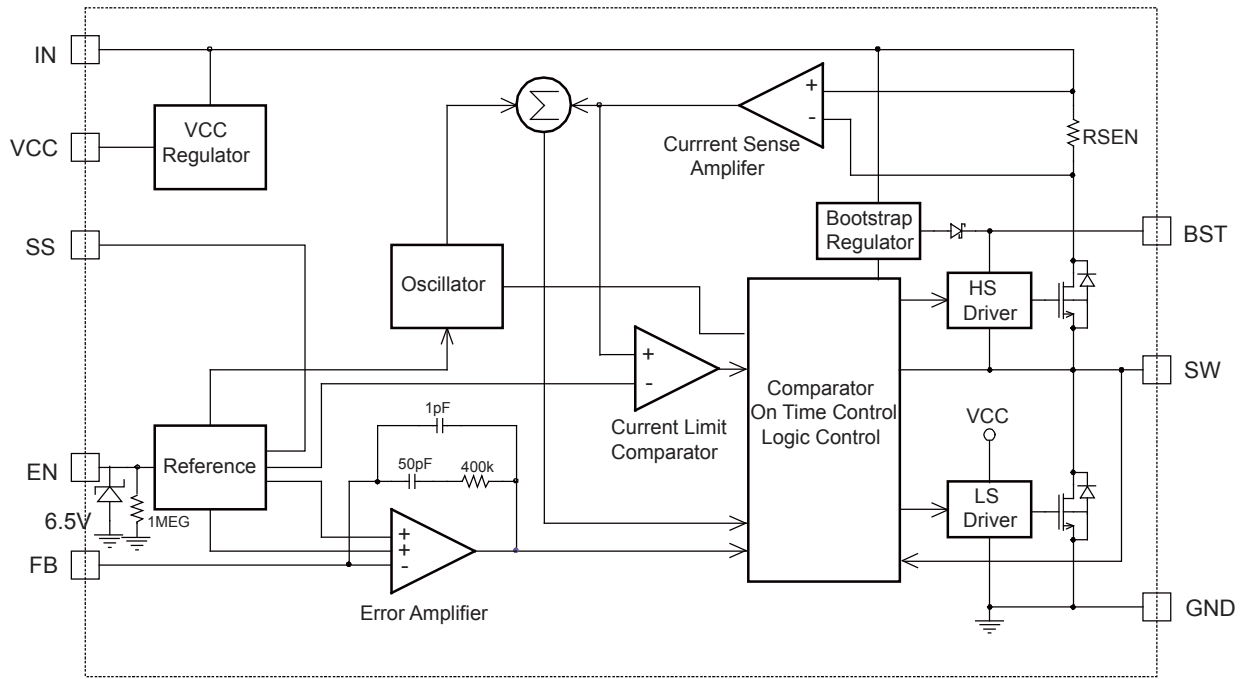 IN
VCC
Regulator
VCC
SS
EN
6.5V
1MEG
FB
Reference
Oscillator
Σ
+
-
Currrent Sense
Amplifer
RSEN
Bootstrap
Regulator
BST
HS
Driver
SW
+
-
Current Limit
Comparator
Comparator
On Time Control
Logic Control
VCC
LS
Driver
GND
1pF
50pF
400k
+
+
-
Error Amplifier